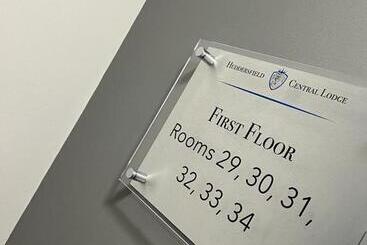 Huddersfield Central Lodge
First Floor
Rooms 29, 30, 31,
32, 33, 34